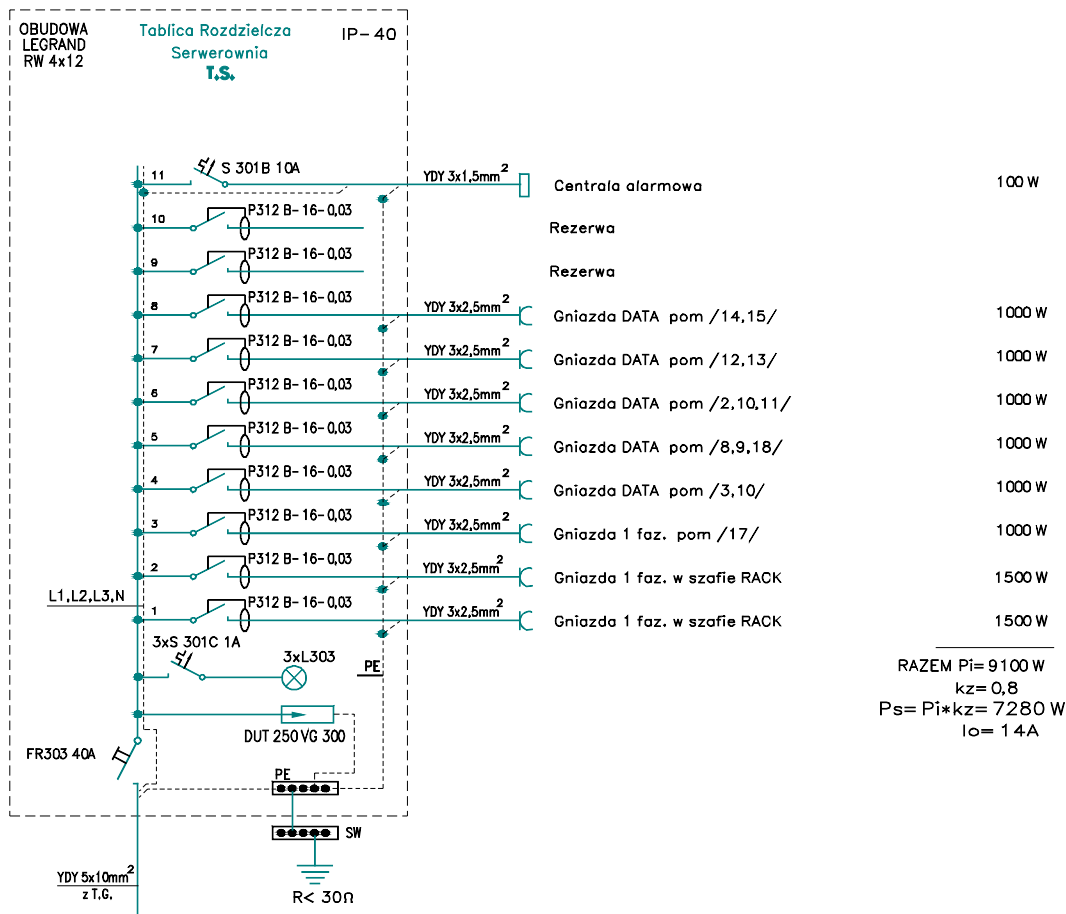 OBUDOWA
LEGRAND
RW 4x12
Tablica Rozdzielcza
Serwerownia
T.S.
IP-40
11
S 301B 10A
YDY 3x1,5mm²
Centrala alarmowa
100 W
10
P312 B-16-0,03
Rezerwa
9
P312 B-16-0,03
Rezerwa
8
P312 B-16-0,03
YDY 3x2,5mm²
Gniazda DATA pom /14,15/
1000 W
7
P312 B-16-0,03
YDY 3x2,5mm²
Gniazda DATA pom /12,13/
1000 W
6
P312 B-16-0,03
YDY 3x2,5mm²
Gniazda DATA pom /2,10,11/
1000 W
5
P312 B-16-0,03
YDY 3x2,5mm²
Gniazda DATA pom /8,9,18/
1000 W
4
P312 B-16-0,03
YDY 3x2,5mm²
Gniazda DATA pom /3,10/
1000 W
3
P312 B-16-0,03
YDY 3x2,5mm²
Gniazda 1 faz. pom /17/
1000 W
2
P312 B-16-0,03
YDY 3x2,5mm²
Gniazda 1 faz. w szafie RACK
1500 W
L1,L2,L3,N
1
P312 B-16-0,03
YDY 3x2,5mm²
Gniazda 1 faz. w szafie RACK
1500 W
3xS 301C 1A
3xL303
PE
RAZEM Pi= 9100 W
kz= 0,8
Ps= Pi*kz= 7280 W
Io= 14A
DUT 250 VG 300
FR303 40A
PE
SW
YDY 5x10mm²
z T.G.
R< 30Ω